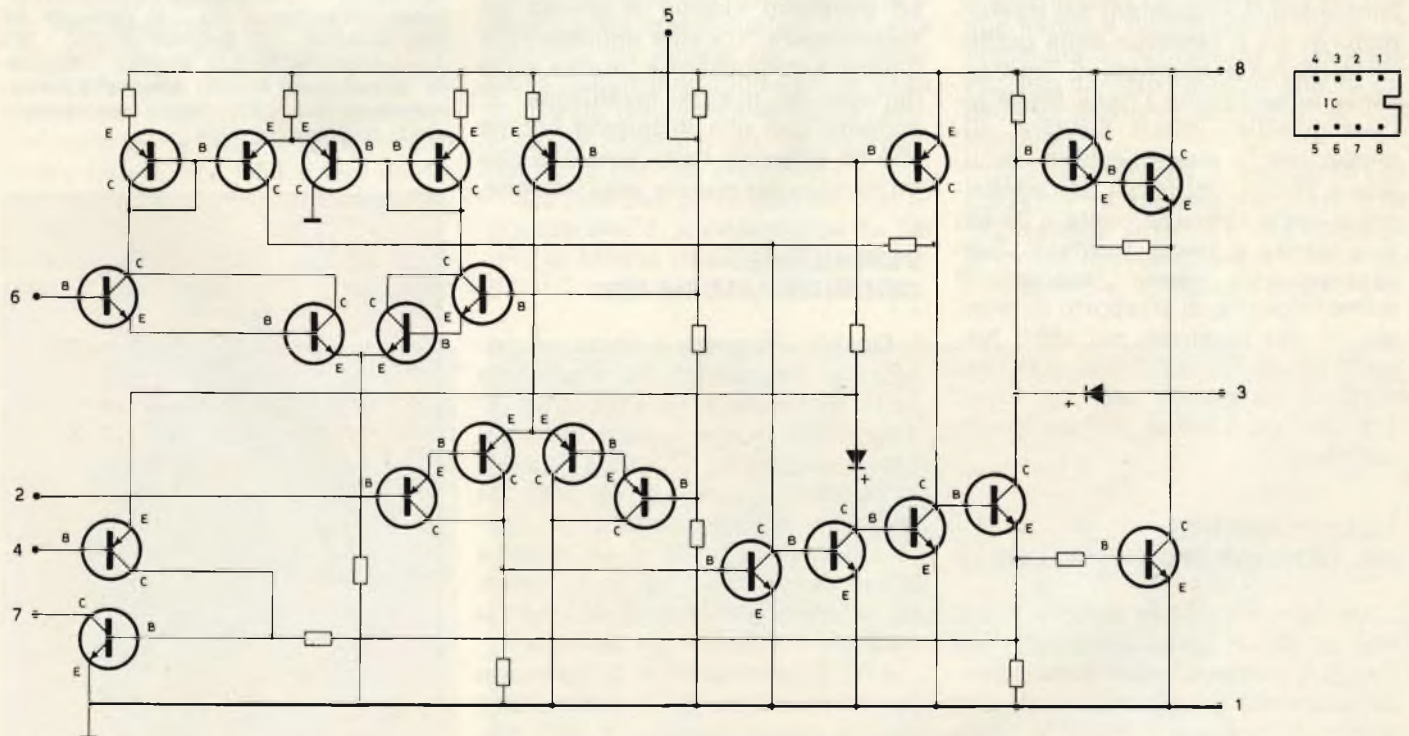 5
8
4 3 2 1
IC
5 6 7 8
E E E E E E C
B B B B B B B C
C C C C C C E B E
6 B C E
C C C B
B E E B E
3
+
E E
B B
2 B E C C E B
C C
+
4 B E C
7 C B E
B C E
B C E
B C E
B C E
B C E
1